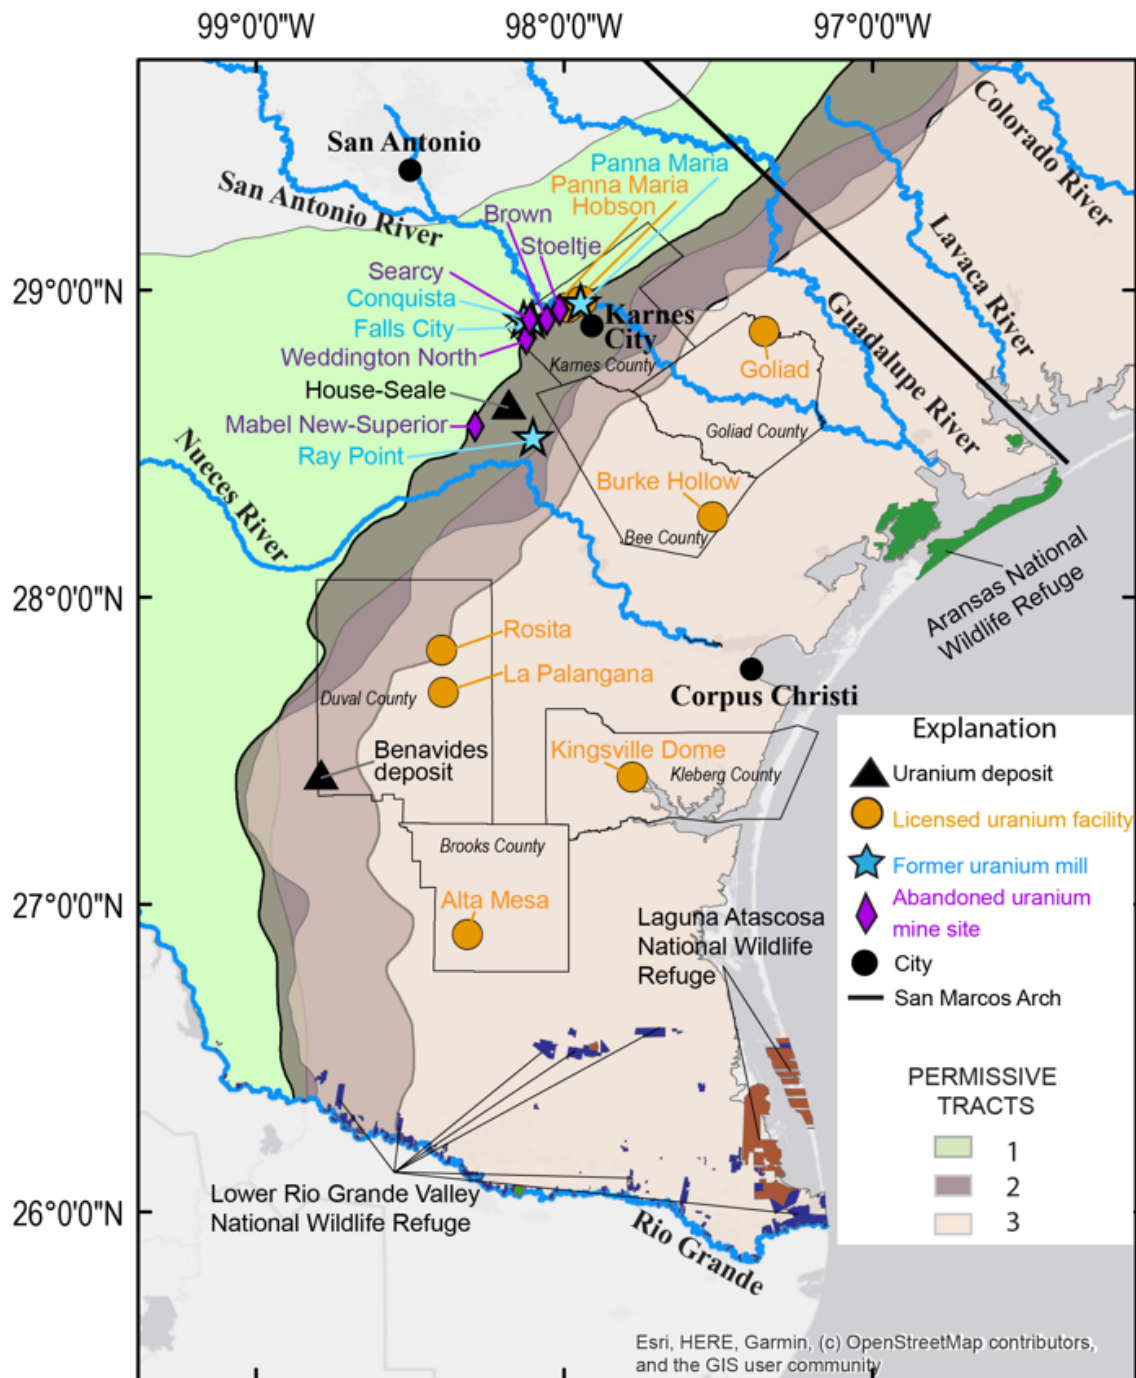 99°0'0"W
98°0'0"W
97°0'0"W
San Antonio
San Antonio River
Colorado River
Panna Maria
Panna Maria
Hobson
Brown
Stoeltje
Lavaca River
Searcy
29°0'0"N
Conquista
Falls City
Karnes
City
Guadalupe River
Weddington North
Karnes County
Goliad
House-Seale
Mabel New-Superior
Goliad County
Ray Point
Nueces River
Burke Hollow
Bee County
Aransas National
Wildlife Refuge
28°0'0"N
Rosita
La Palangana
Duval County
Corpus Christi
Benavides
deposit
Kingsville Dome
Kleberg County
Brooks County
27°0'0"N
Alta Mesa
Laguna Atascosa
National Wildlife
Refuge
Lower Rio Grande Valley
National Wildlife Refuge
26°0'0"N
Rio Grande
Explanation
Uranium deposit
Licensed uranium facility
Former uranium mill
Abandoned uranium
mine site
City
San Marcos Arch
PERMISSIVE
TRACTS
1
2
3
Esri, HERE, Garmin, (c) OpenStreetMap contributors,
and the GIS user community